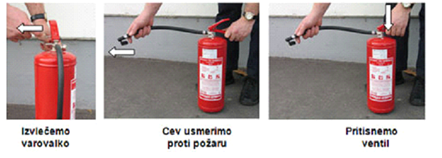 Izvlečemo
varovalko
Cev usmerimo
proti požaru
Pritisnemo
ventil